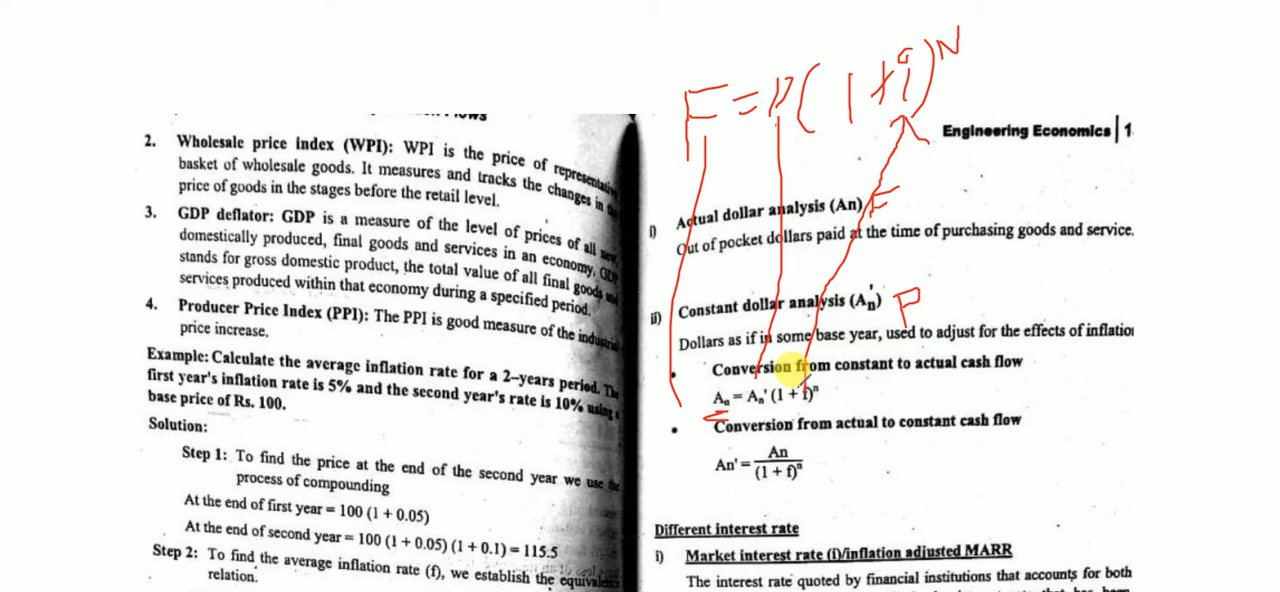 F = P(1+i)^N
2. Wholesale price index (WPI): WPI is the price of representative
basket of wholesale goods. It measures and tracks the changes in the
price of goods in the stages before the retail level.
3. GDP deflator: GDP is a measure of the level of prices of all new,
domestically produced, final goods and services in an economy. GDP
stands for gross domestic product, the total value of all final goods and
services produced within that economy during a specified period.
4. Producer Price Index (PPI): The PPI is good measure of the industrial
price increase.
Example: Calculate the average inflation rate for a 2-years period. The
first year's inflation rate is 5% and the second year's rate is 10% using a
base price of Rs. 100.
Solution:
Step 1: To find the price at the end of the second year we use the
process of compounding
At the end of first year = 100 (1 + 0.05)
At the end of second year = 100 (1 + 0.05) (1 + 0.1) = 115.5
Step 2: To find the average inflation rate (f), we establish the
relation.
Engineering Economics | 1
i) Actual dollar analysis (An) F
Out of pocket dollars paid at the time of purchasing goods and service.
ii) Constant dollar analysis (An') P
Dollars as if in some base year, used to adjust for the effects of
• Conversion from constant to actual cash flow
An = An' (1 + f)^n
• Conversion from actual to constant cash flow
An' = An / (1 + f)^n
Different interest rate
i) Market interest rate (i)/inflation adjusted MARR
The interest rate quoted by financial institutions that accounts for both